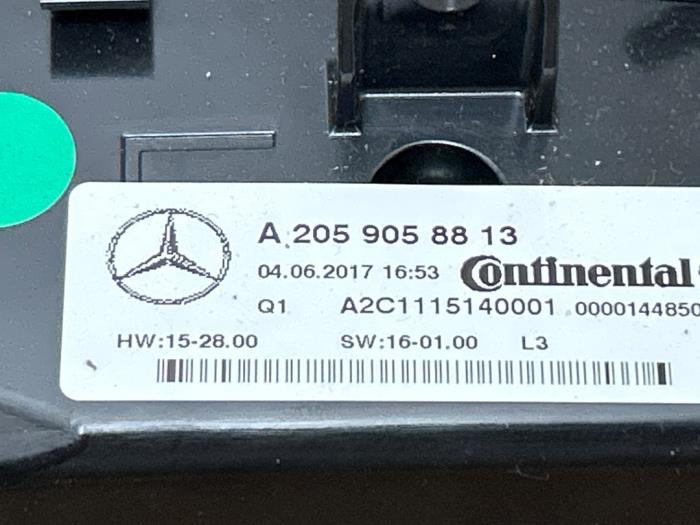 A 205 905 88 13
04.06.2017 16:53 Continental
Q1 A2C1115140001 0000144850
HW:15-28.00 SW:16-01.00 L3